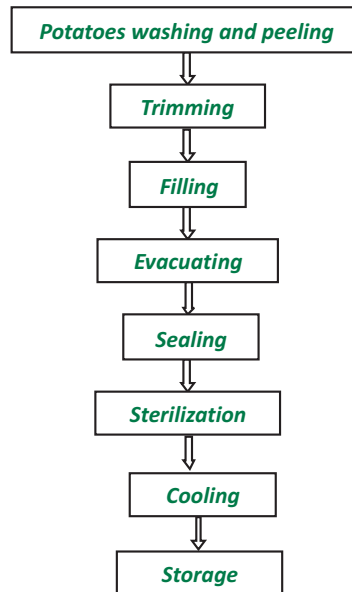 Potatoes washing and peeling
Trimming
Filling
Evacuating
Sealing
Sterilization
Cooling
Storage